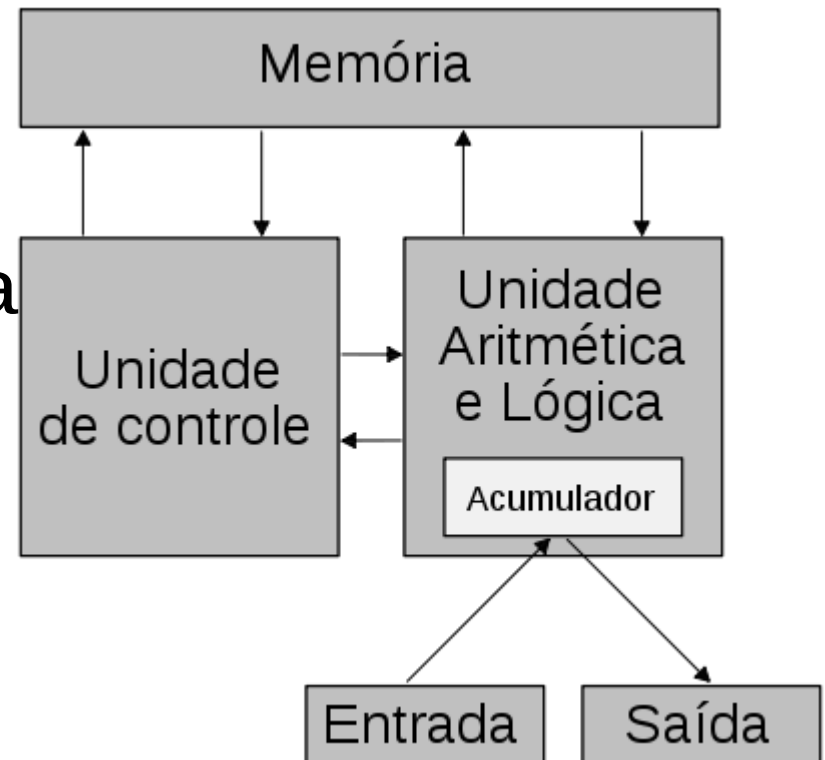 Memória
a
Unidade
de controle
Unidade
Aritmética
e Lógica
Acumulador
Entrada
Saída